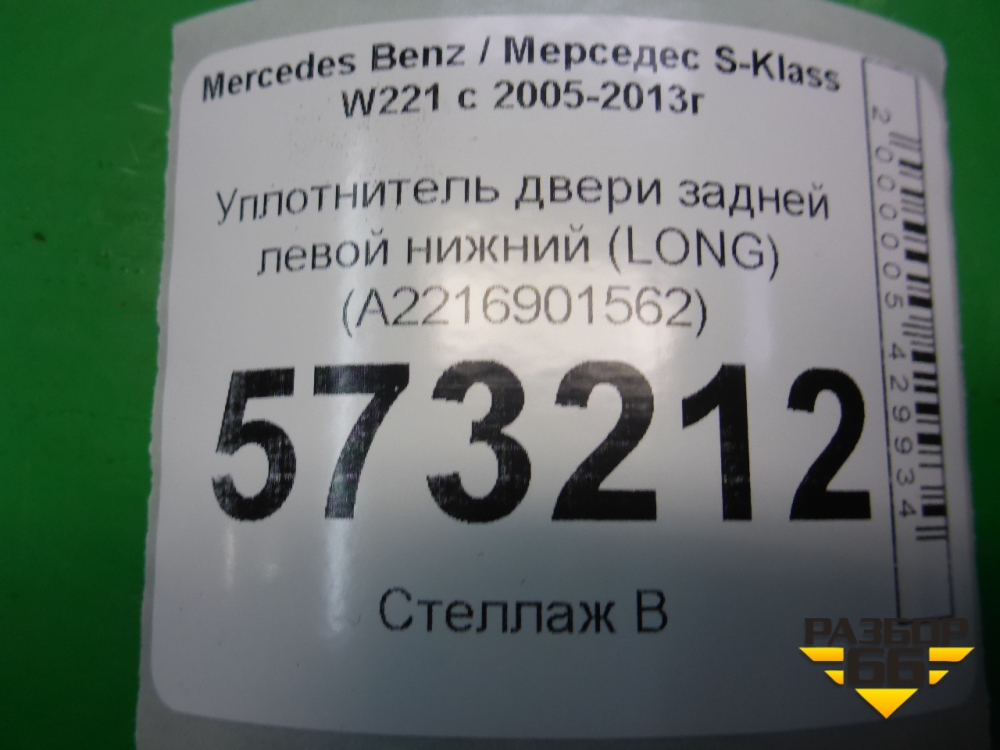 Mercedes Benz / Мерседес S-Klass
W221 с 2005-2013г
Уплотнитель двери задней
левой нижний (LONG)
(A2216901562)
573212
Стеллаж В
2000005429934
РАЗБОР
66